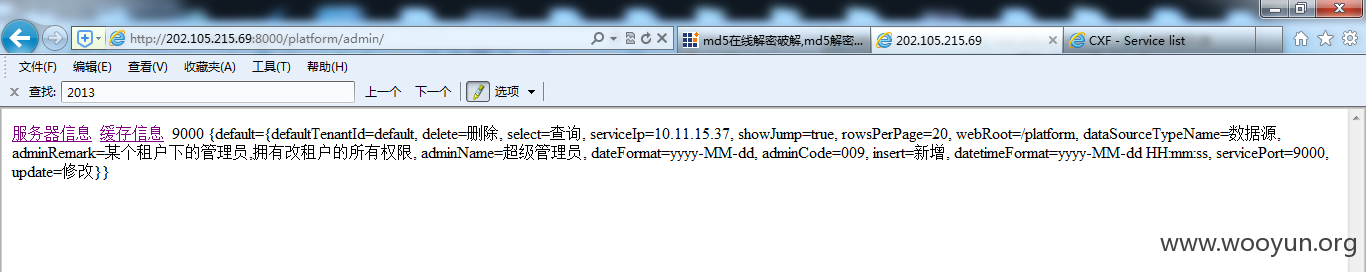 http://202.105.215.69:8000/platform/admin/
md5在线解密破解,md5解密...
202.105.215.69
CXF - Service list
文件(F) 编辑(E) 查看(V) 收藏夹(A) 工具(T) 帮助(H)
查找: 2013 上一个 下一个 选项
服务器信息 缓存信息 9000 {default={defaultTenantId=default, delete=删除, select=查询, serviceIp=10.11.15.37, showJump=true, rowsPerPage=20, webRoot=/platform, dataSourceTypeName=数据源,
adminRemark=某个租户下的管理员,拥有改租户的所有权限, adminName=超级管理员, dateFormat=yyyy-MM-dd, adminCode=009, insert=新增, datetimeFormat=yyyy-MM-dd HH:mm:ss, servicePort=9000,
update=修改}}
www.wooyun.org